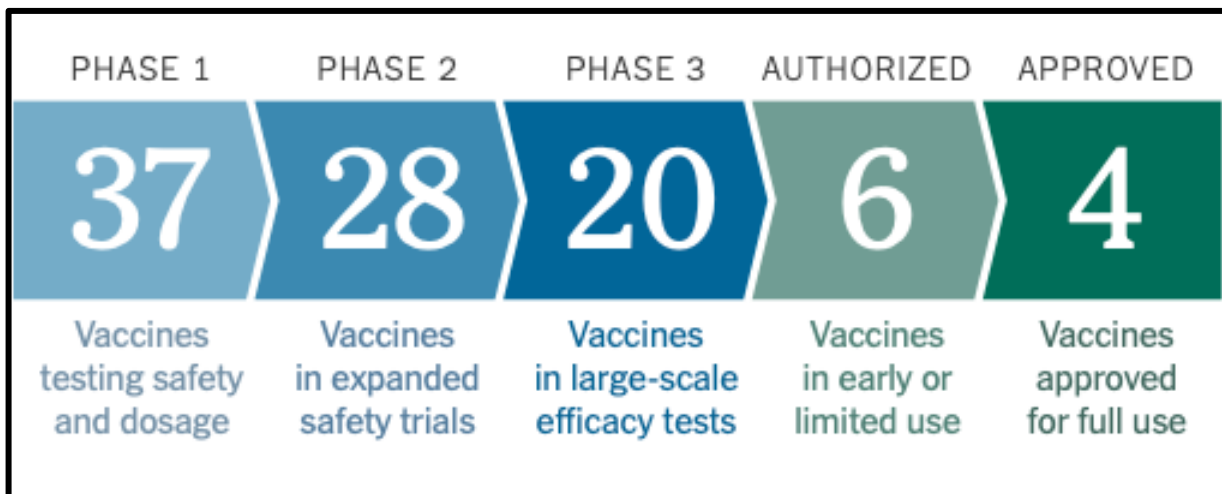 PHASE 1 PHASE 2 PHASE 3 AUTHORIZED APPROVED
37 28 20 6 4
Vaccines testing safety and dosage
Vaccines in expanded safety trials
Vaccines in large-scale efficacy tests
Vaccines in early or limited use
Vaccines approved for full use